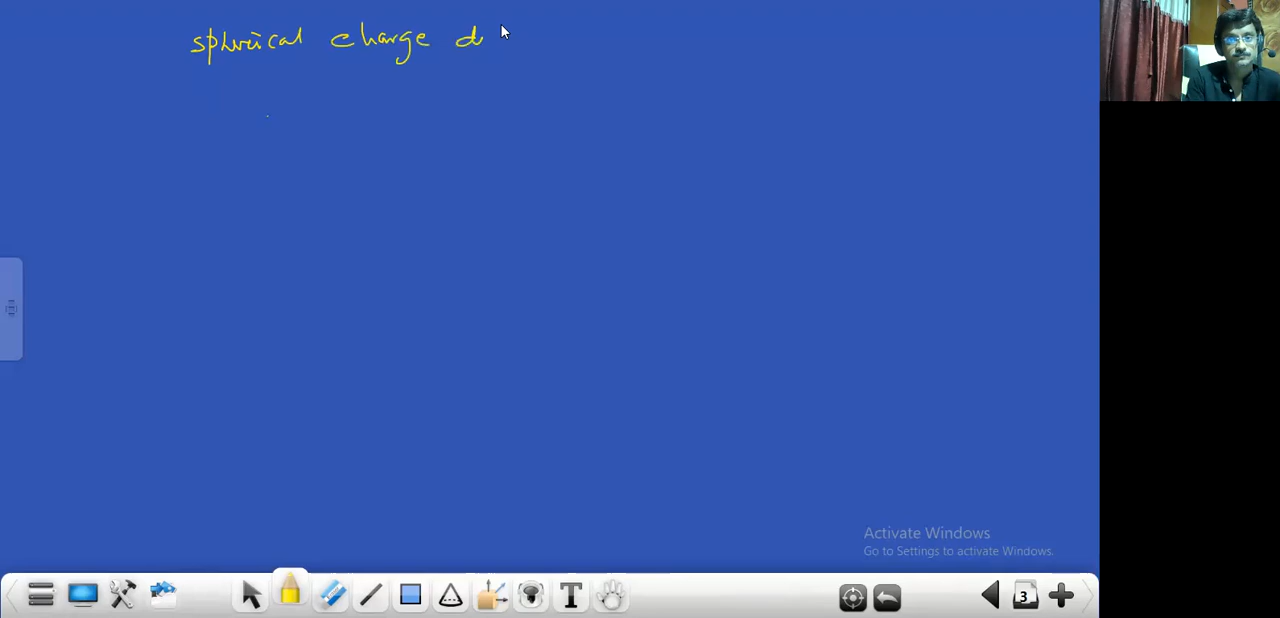 spherical charge d
Activate Windows
Go to Settings to activate Windows.
T
3